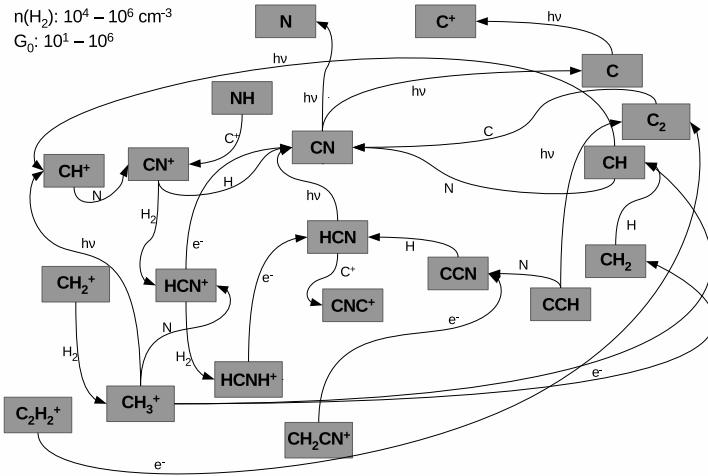 n(H₂): 10⁴ – 10⁶ cm⁻³
G₀: 10¹ – 10⁶
N
C⁺
hν
hν
C
hν
hν
NH
C₂
C⁺
C
CN
hν
CN⁺
CH
CH⁺
H
N
N
hν
H₂
HCN
H
e⁻
H
hν
C⁺
CH₂
CCN
N
e⁻
CH₂⁺
HCN⁺
CNC⁺
CCH
N
e⁻
H₂
H₂
HCNH⁺
e⁻
CH₃⁺
C₂H₂⁺
CH₂CN⁺
e⁻